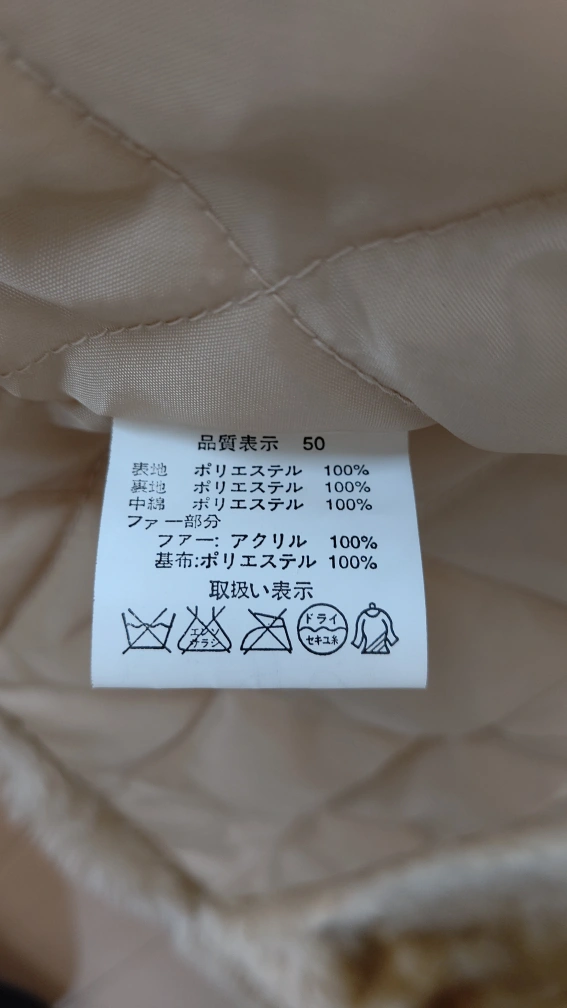 品質表示 50
表地 ポリエステル 100%
裏地 ポリエステル 100%
中綿 ポリエステル 100%
ファー部分
ファー: アクリル 100%
基布:ポリエステル 100%
取扱い表示
エンソ
サラシ
ドライ
セキユ系